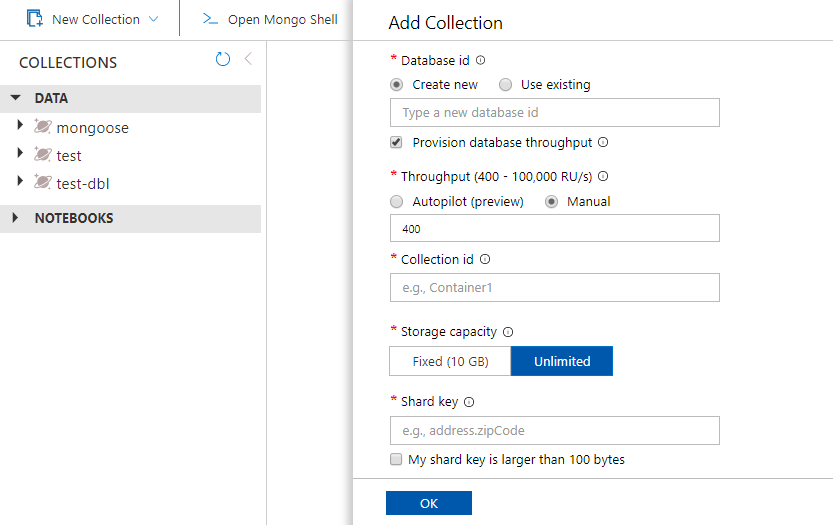 New Collection
Open Mongo Shell
COLLECTIONS
DATA
mongoose
test
test-dbl
NOTEBOOKS
Add Collection
* Database id
Create new Use existing
Type a new database id
Provision database throughput
* Throughput (400 - 100,000 RU/s)
Autopilot (preview) Manual
400
* Collection id
e.g., Container1
* Storage capacity
Fixed (10 GB) Unlimited
* Shard key
e.g., address.zipCode
My shard key is larger than 100 bytes
OK